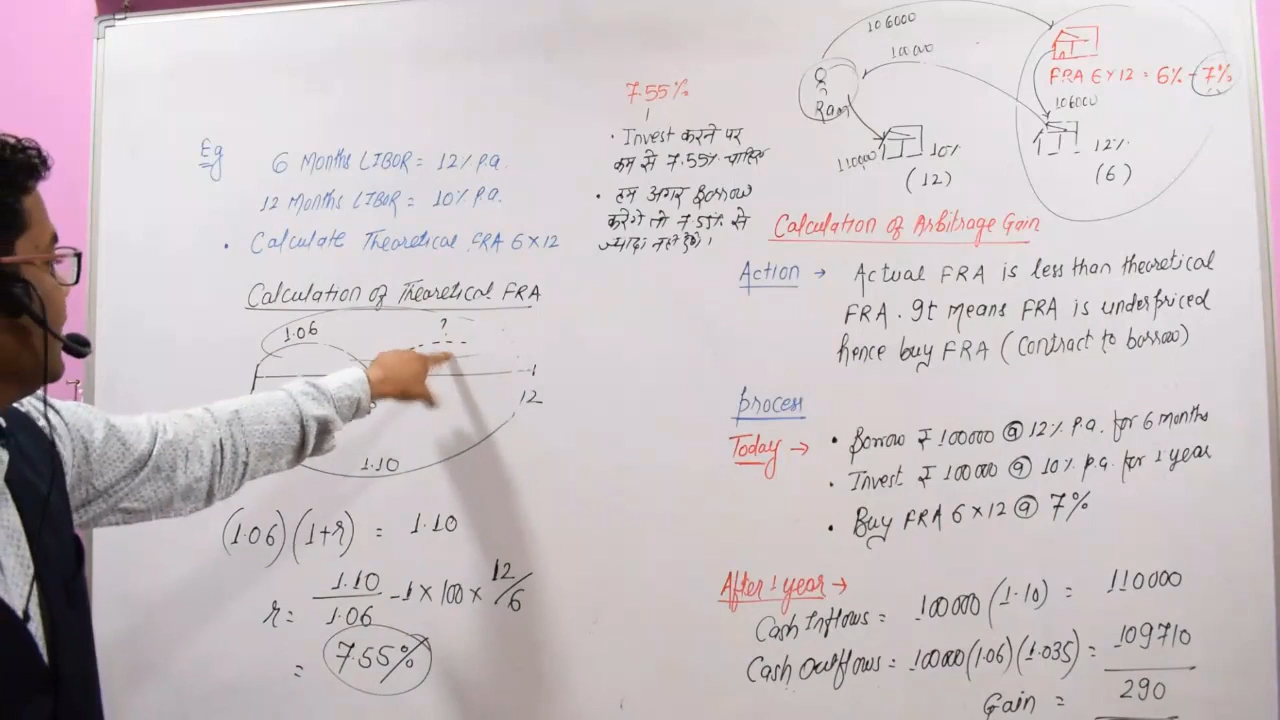 Eg
6 Months LIBOR = 12% p.a.
12 Months LIBOR = 10% p.a.
• Calculate Theoretical FRA 6×12
Calculation of Theoretical FRA
1.06
?
12
1.10
(1.06)(1+r) = 1.10
r = 1.10/1.06 - 1 × 100 × 12/6
= 7.55%
7.55%
• Invest करने पर
कम से 7.55% चाहिए
• हम अगर Borrow
करेंगे तो 7.55% से
ज्यादा नहीं देंगे।
106000
100000
Ram
110000
10%
(12)
FRA 6×12 = 6% - 7%
106000
12%
(6)
Calculation of Arbitrage Gain
Action → Actual FRA is less than theoretical
FRA. It means FRA is underpriced
hence buy FRA (Contract to borrow)
process
Today → • Borrow ₹ 100000 @ 12% p.a. for 6 months
• Invest ₹ 100000 @ 10% p.a. for 1 year
• Buy FRA 6×12 @ 7%
After 1 year →
Cash Inflows = 100000 (1.10) = 110000
Cash Outflows = 100000(1.06)(1.035) = 109710
Gain = 290